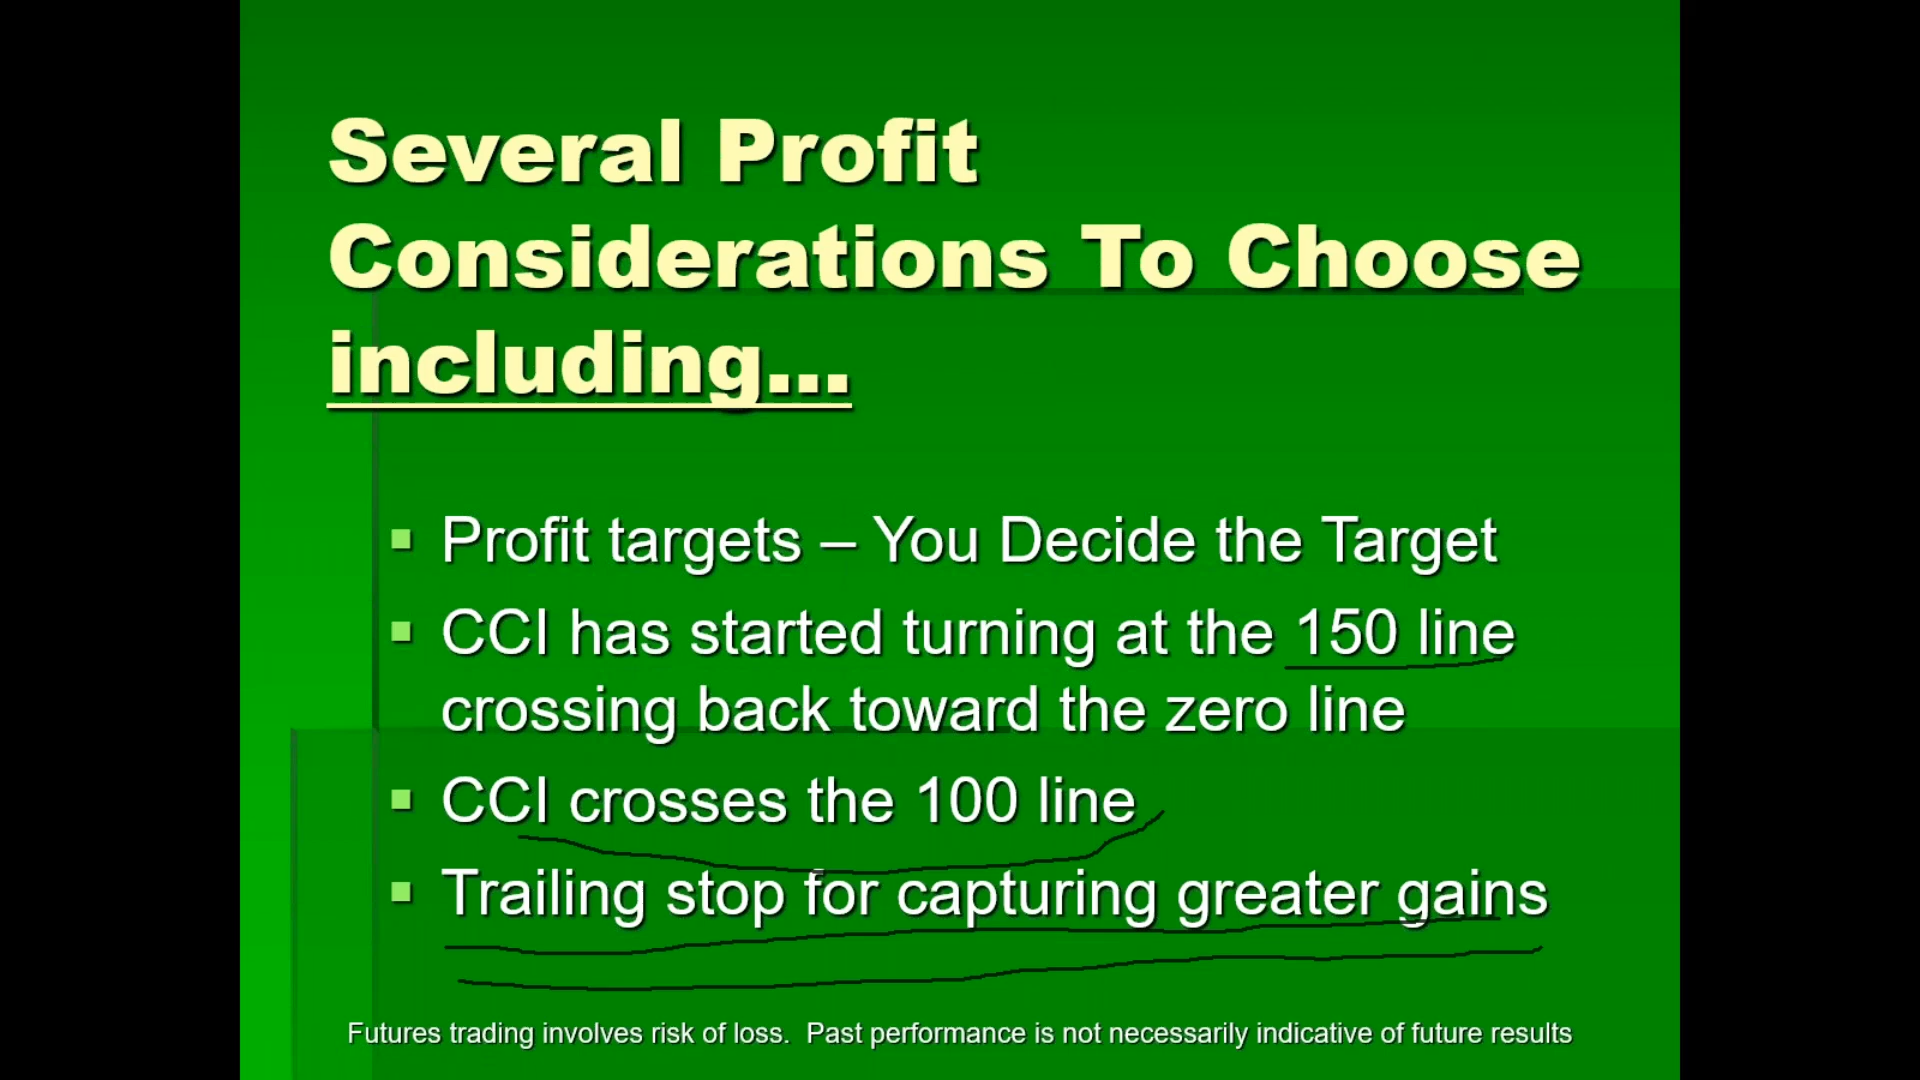 Several Profit
Considerations To Choose
including...
Profit targets – You Decide the Target
CCI has started turning at the 150 line
crossing back toward the zero line
CCI crosses the 100 line
Trailing stop for capturing greater gains
Futures trading involves risk of loss.  Past performance is not necessarily indicative of future results